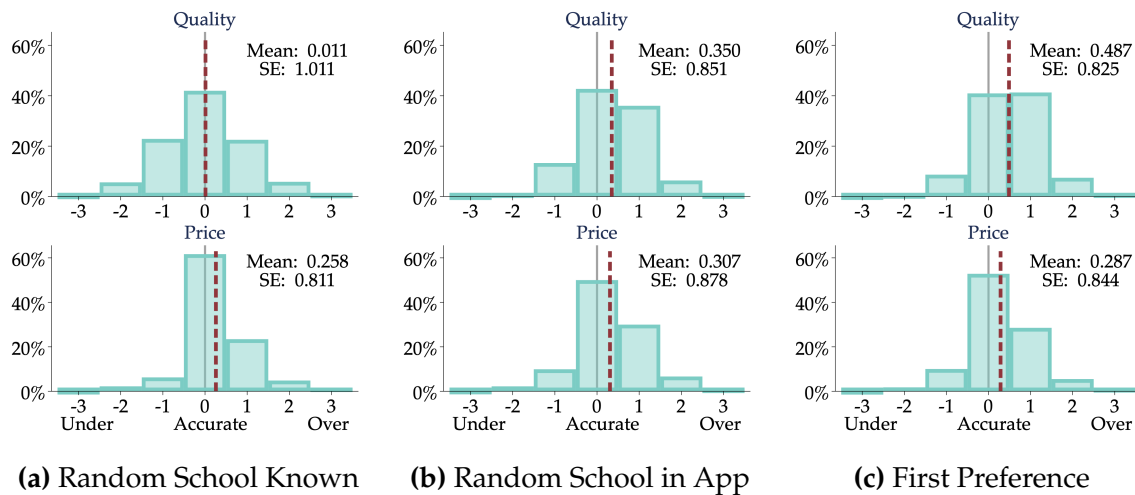 Quality
60%
40%
20%
0%
Mean: 0.011
SE: 1.011
-3 -2 -1 0 1 2 3
Price
60%
40%
20%
0%
Mean: 0.258
SE: 0.811
-3 -2 -1 0 1 2 3
Under Accurate Over
(a) Random School Known
Quality
60%
40%
20%
0%
Mean: 0.350
SE: 0.851
-3 -2 -1 0 1 2 3
Price
60%
40%
20%
0%
Mean: 0.307
SE: 0.878
-3 -2 -1 0 1 2 3
Under Accurate Over
(b) Random School in App
Quality
60%
40%
20%
0%
Mean: 0.487
SE: 0.825
-3 -2 -1 0 1 2 3
Price
60%
40%
20%
0%
Mean: 0.287
SE: 0.844
-3 -2 -1 0 1 2 3
Under Accurate Over
(c) First Preference